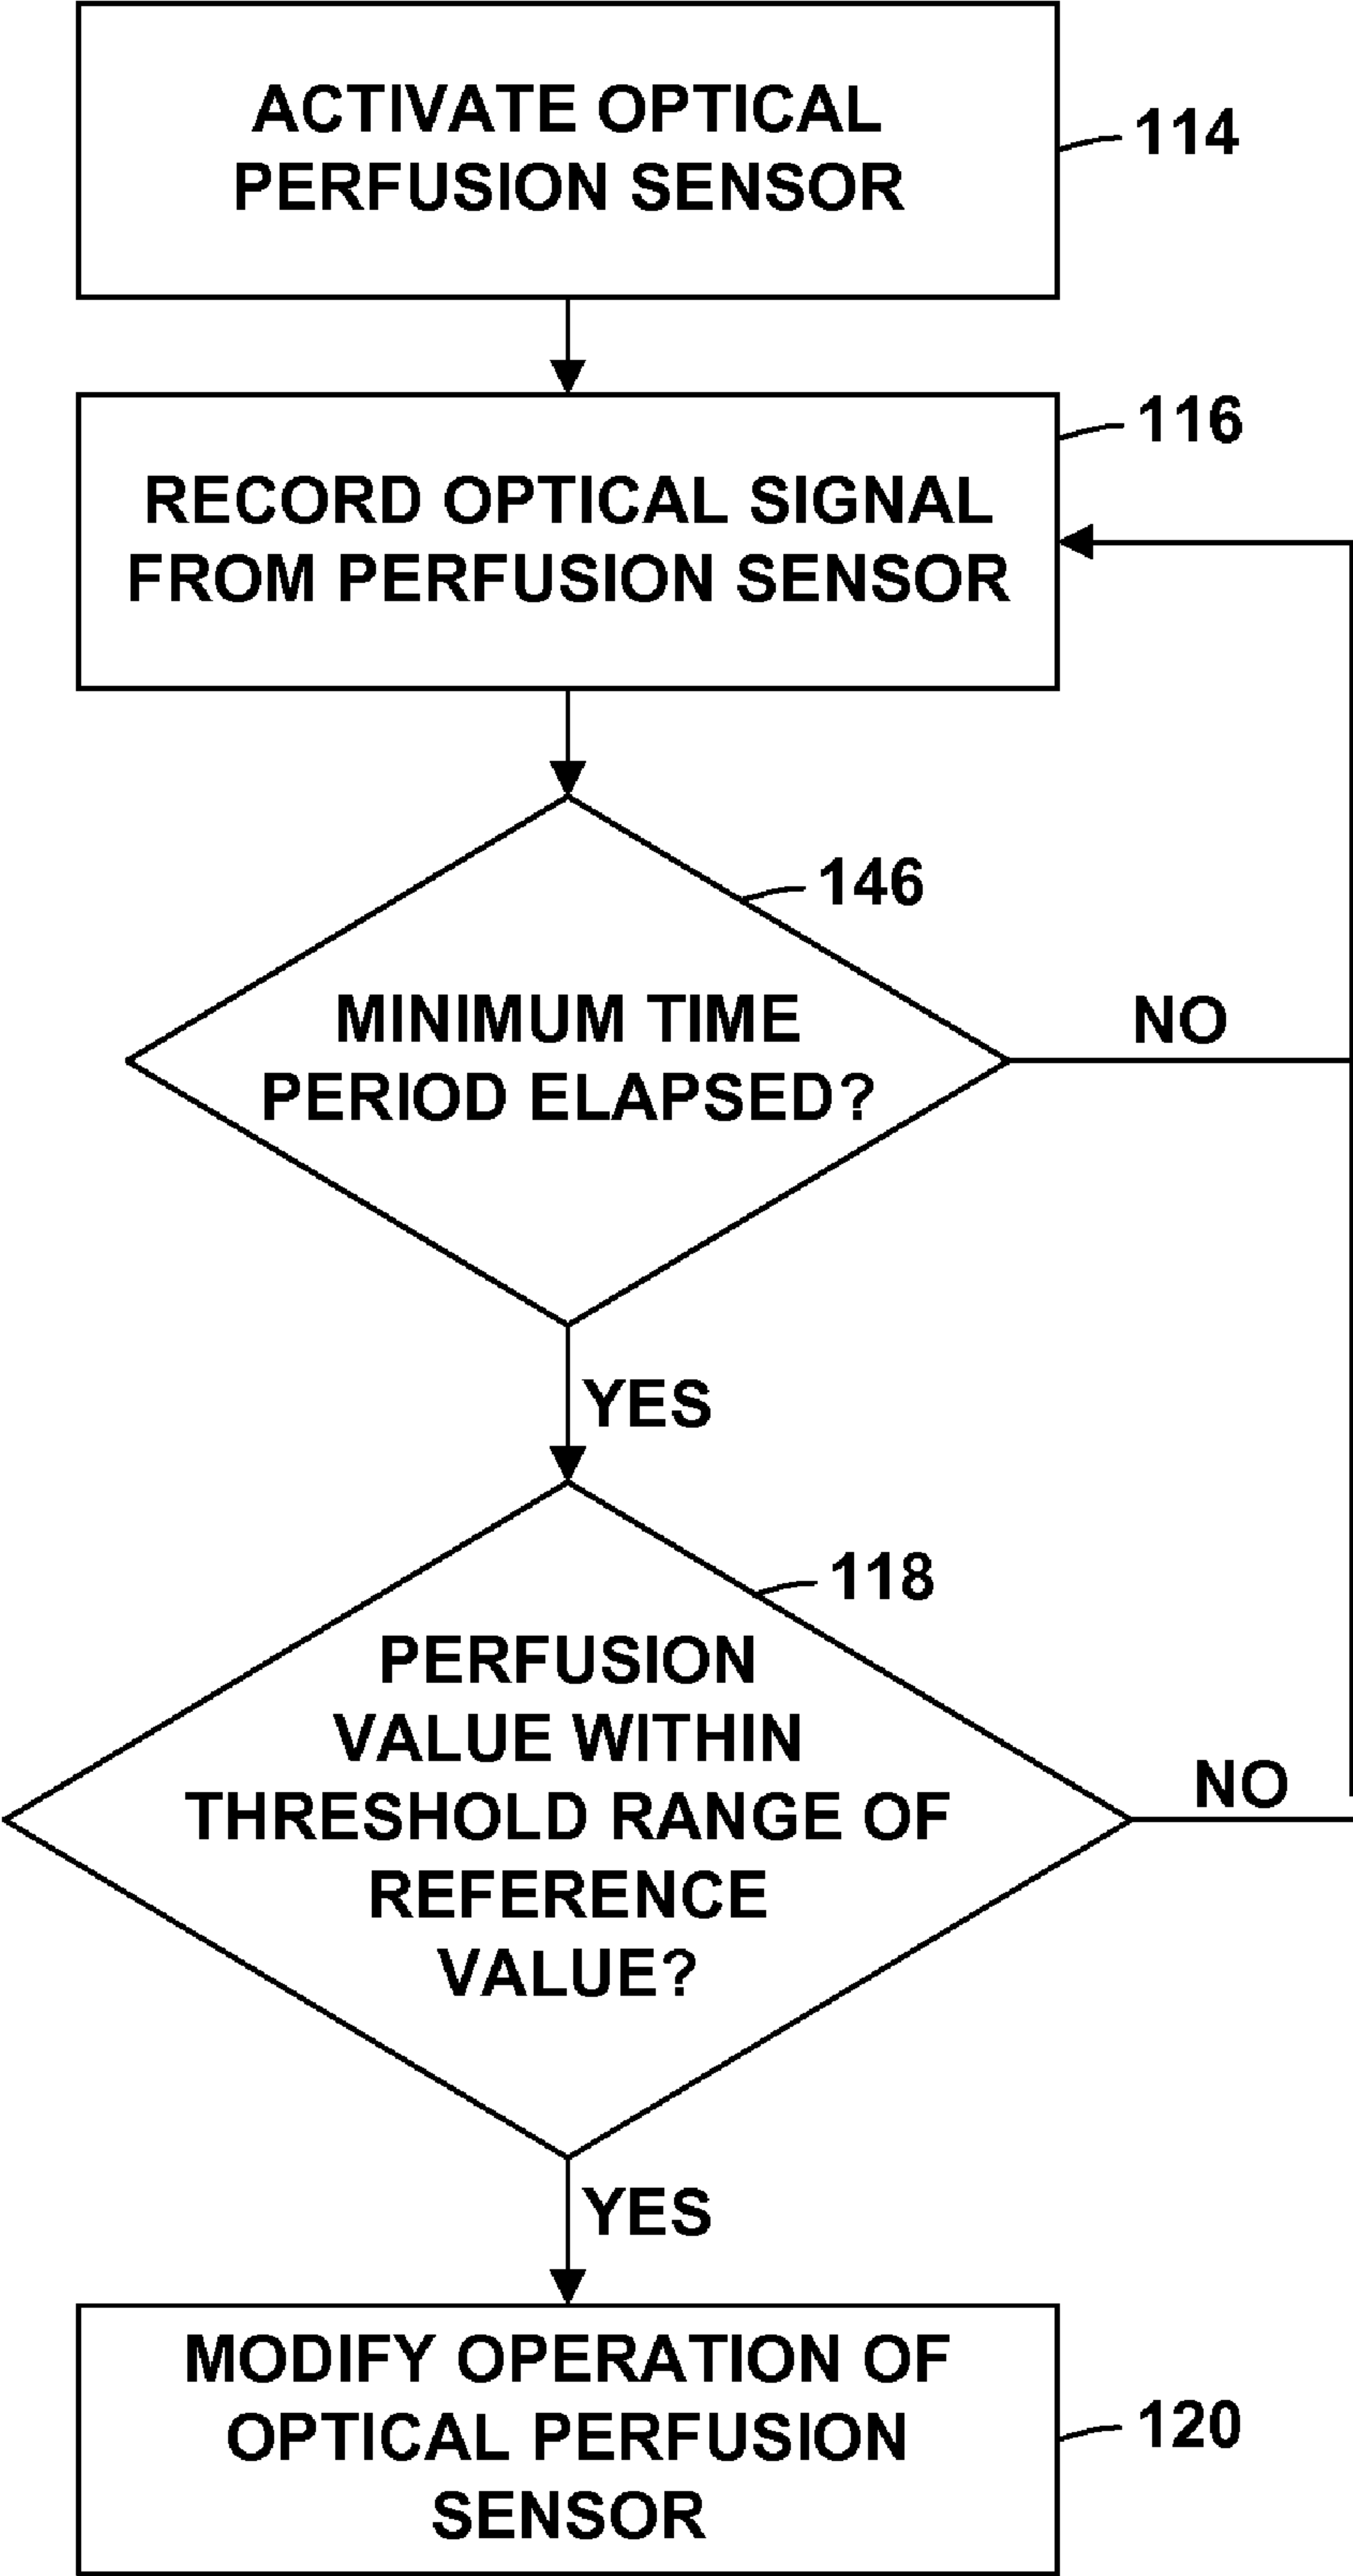 ACTIVATE OPTICAL
PERFUSION SENSOR
114
116
RECORD OPTICAL SIGNAL
FROM PERFUSION SENSOR
146
MINIMUM TIME
PERIOD ELAPSED?
NO
YES
118
PERFUSION
VALUE WITHIN
THRESHOLD RANGE OF
REFERENCE
VALUE?
NO
YES
MODIFY OPERATION OF
OPTICAL PERFUSION
SENSOR
120